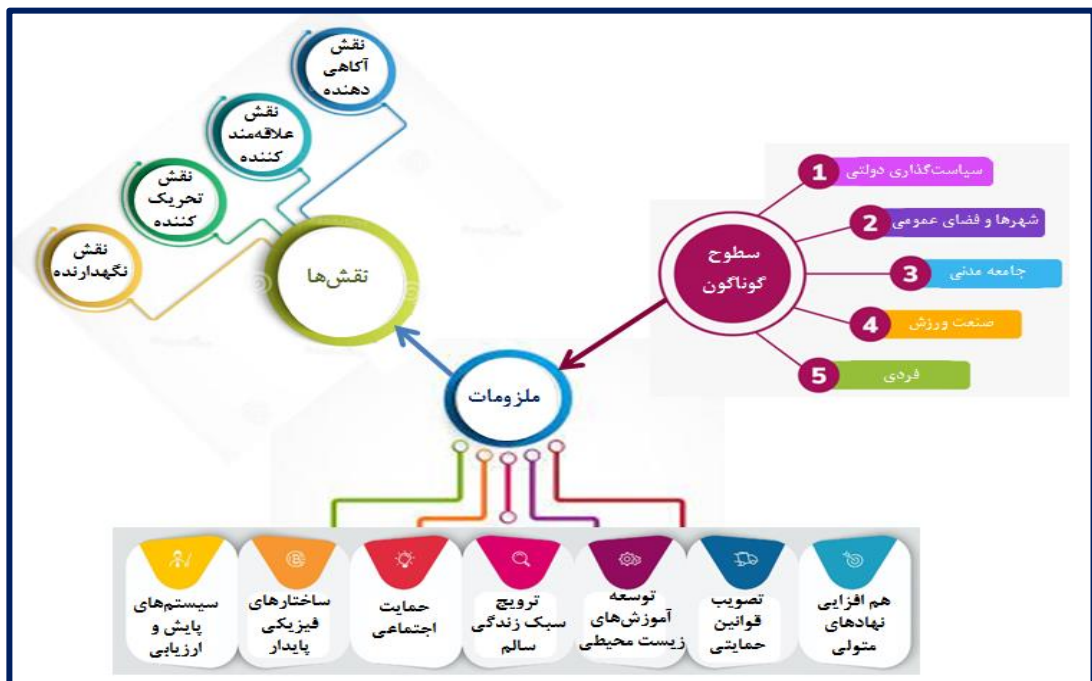 نقش
آکاهی
دهنده
نقش
علاقه‌مند
کننده
نقش
تحریک
کننده
نقش
نگهدارنده
نقش‌ها
سطوح
گوناگون
1
سیاست‌گذاری دولتی
2
شهرها و فضای عمومی
3
جامعه مدنی
4
صنعت ورزش
5
فردی
ملزومات
هم افزایی
نهادهای
متولی
تصویب
قوانین
حمایتی
توسعه
آموزش‌های
زیست محیطی
ترویج
سبک زندگی
سالم
حمایت
اجتماعی
ساختارهای
فیزیکی
پایدار
سیستم‌های
پایش و
ارزیابی